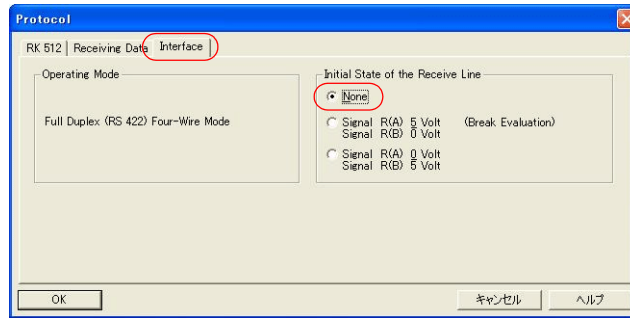 Protocol
RK 512 Receiving Data Interface
Operating Mode
Full Duplex (RS 422) Four-Wire Mode
Initial State of the Receive Line
None
Signal R(A) 5 Volt (Break Evaluation)
Signal R(B) 0 Volt
Signal R(A) 0 Volt
Signal R(B) 5 Volt
OK キャンセル ヘルプ